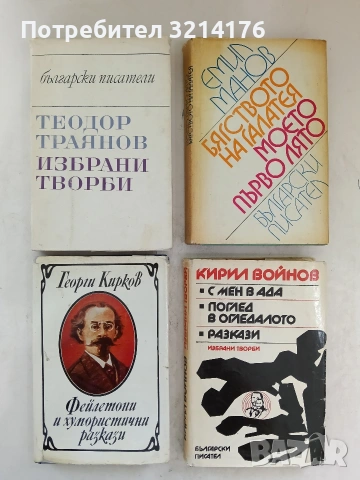 Потребител 3214176
български писатели
ТЕОДОР
ТРАЯНОВ
ИЗБРАНИ
ТВОРБИ
ЕМИЛ
МАНОВ
БЯГСТВОТО
НА ГАЛАТЕЯ
МОЕТО
ПЪРВО ЛЯТО
БЪЛГАРСКИ
ПИСАТЕЛ
Георги Кирков
Фейлетони
и хумористични
разкази
КИРИЛ ВОЙНОВ
С МЕН В АДА
ПОГЛЕД
В ОГЛЕДАЛОТО
РАЗКАЗИ
ИЗБРАНИ ТВОРБИ
БЪЛГАРСКИ
ПИСАТЕЛ
BAZAR